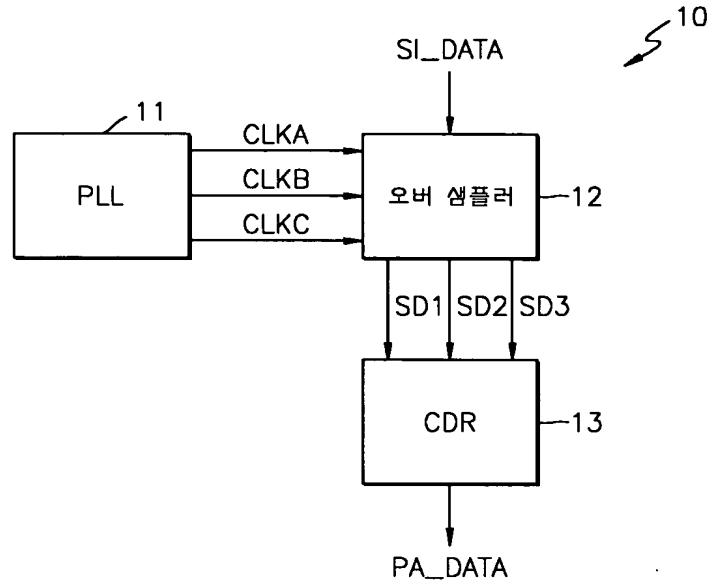 10
SI_DATA
11
CLKA
PLL
CLKB
오버 샘플러
12
CLKC
SD1
SD2
SD3
CDR
13
PA_DATA